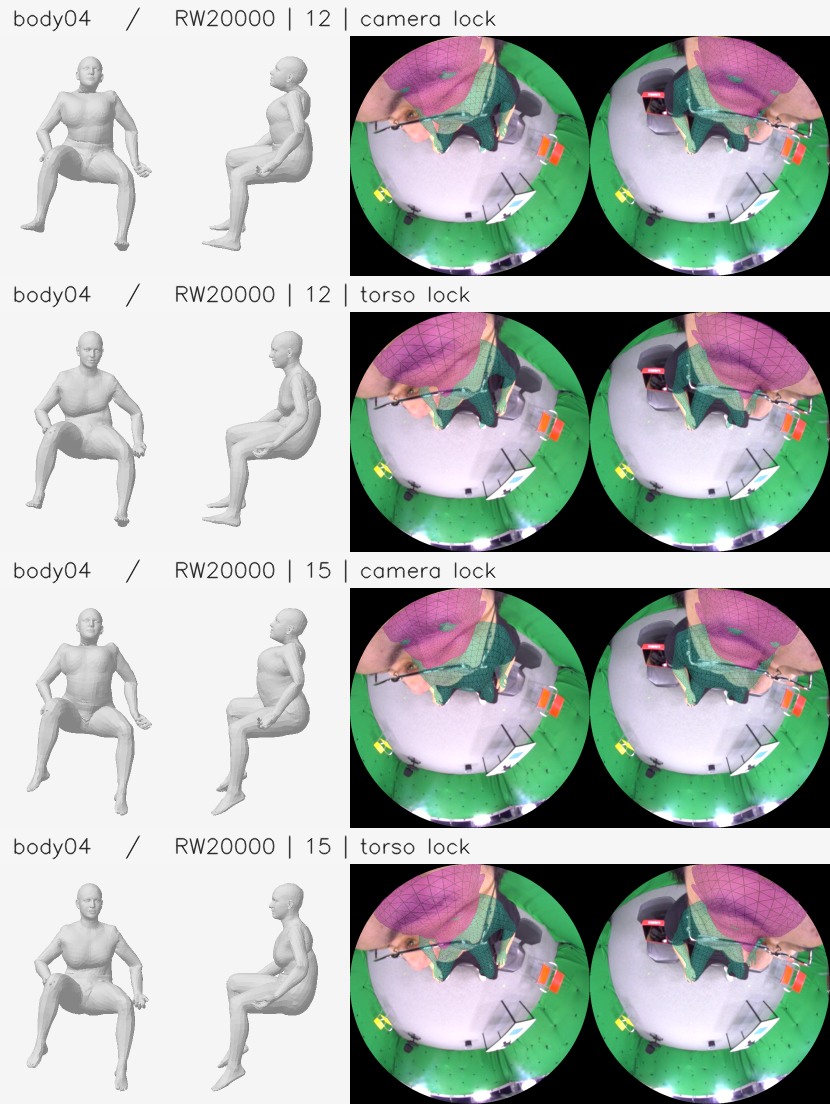 body04 / RW20000 | 12 | camera lock
body04 / RW20000 | 12 | torso lock
body04 / RW20000 | 15 | camera lock
body04 / RW20000 | 15 | torso lock